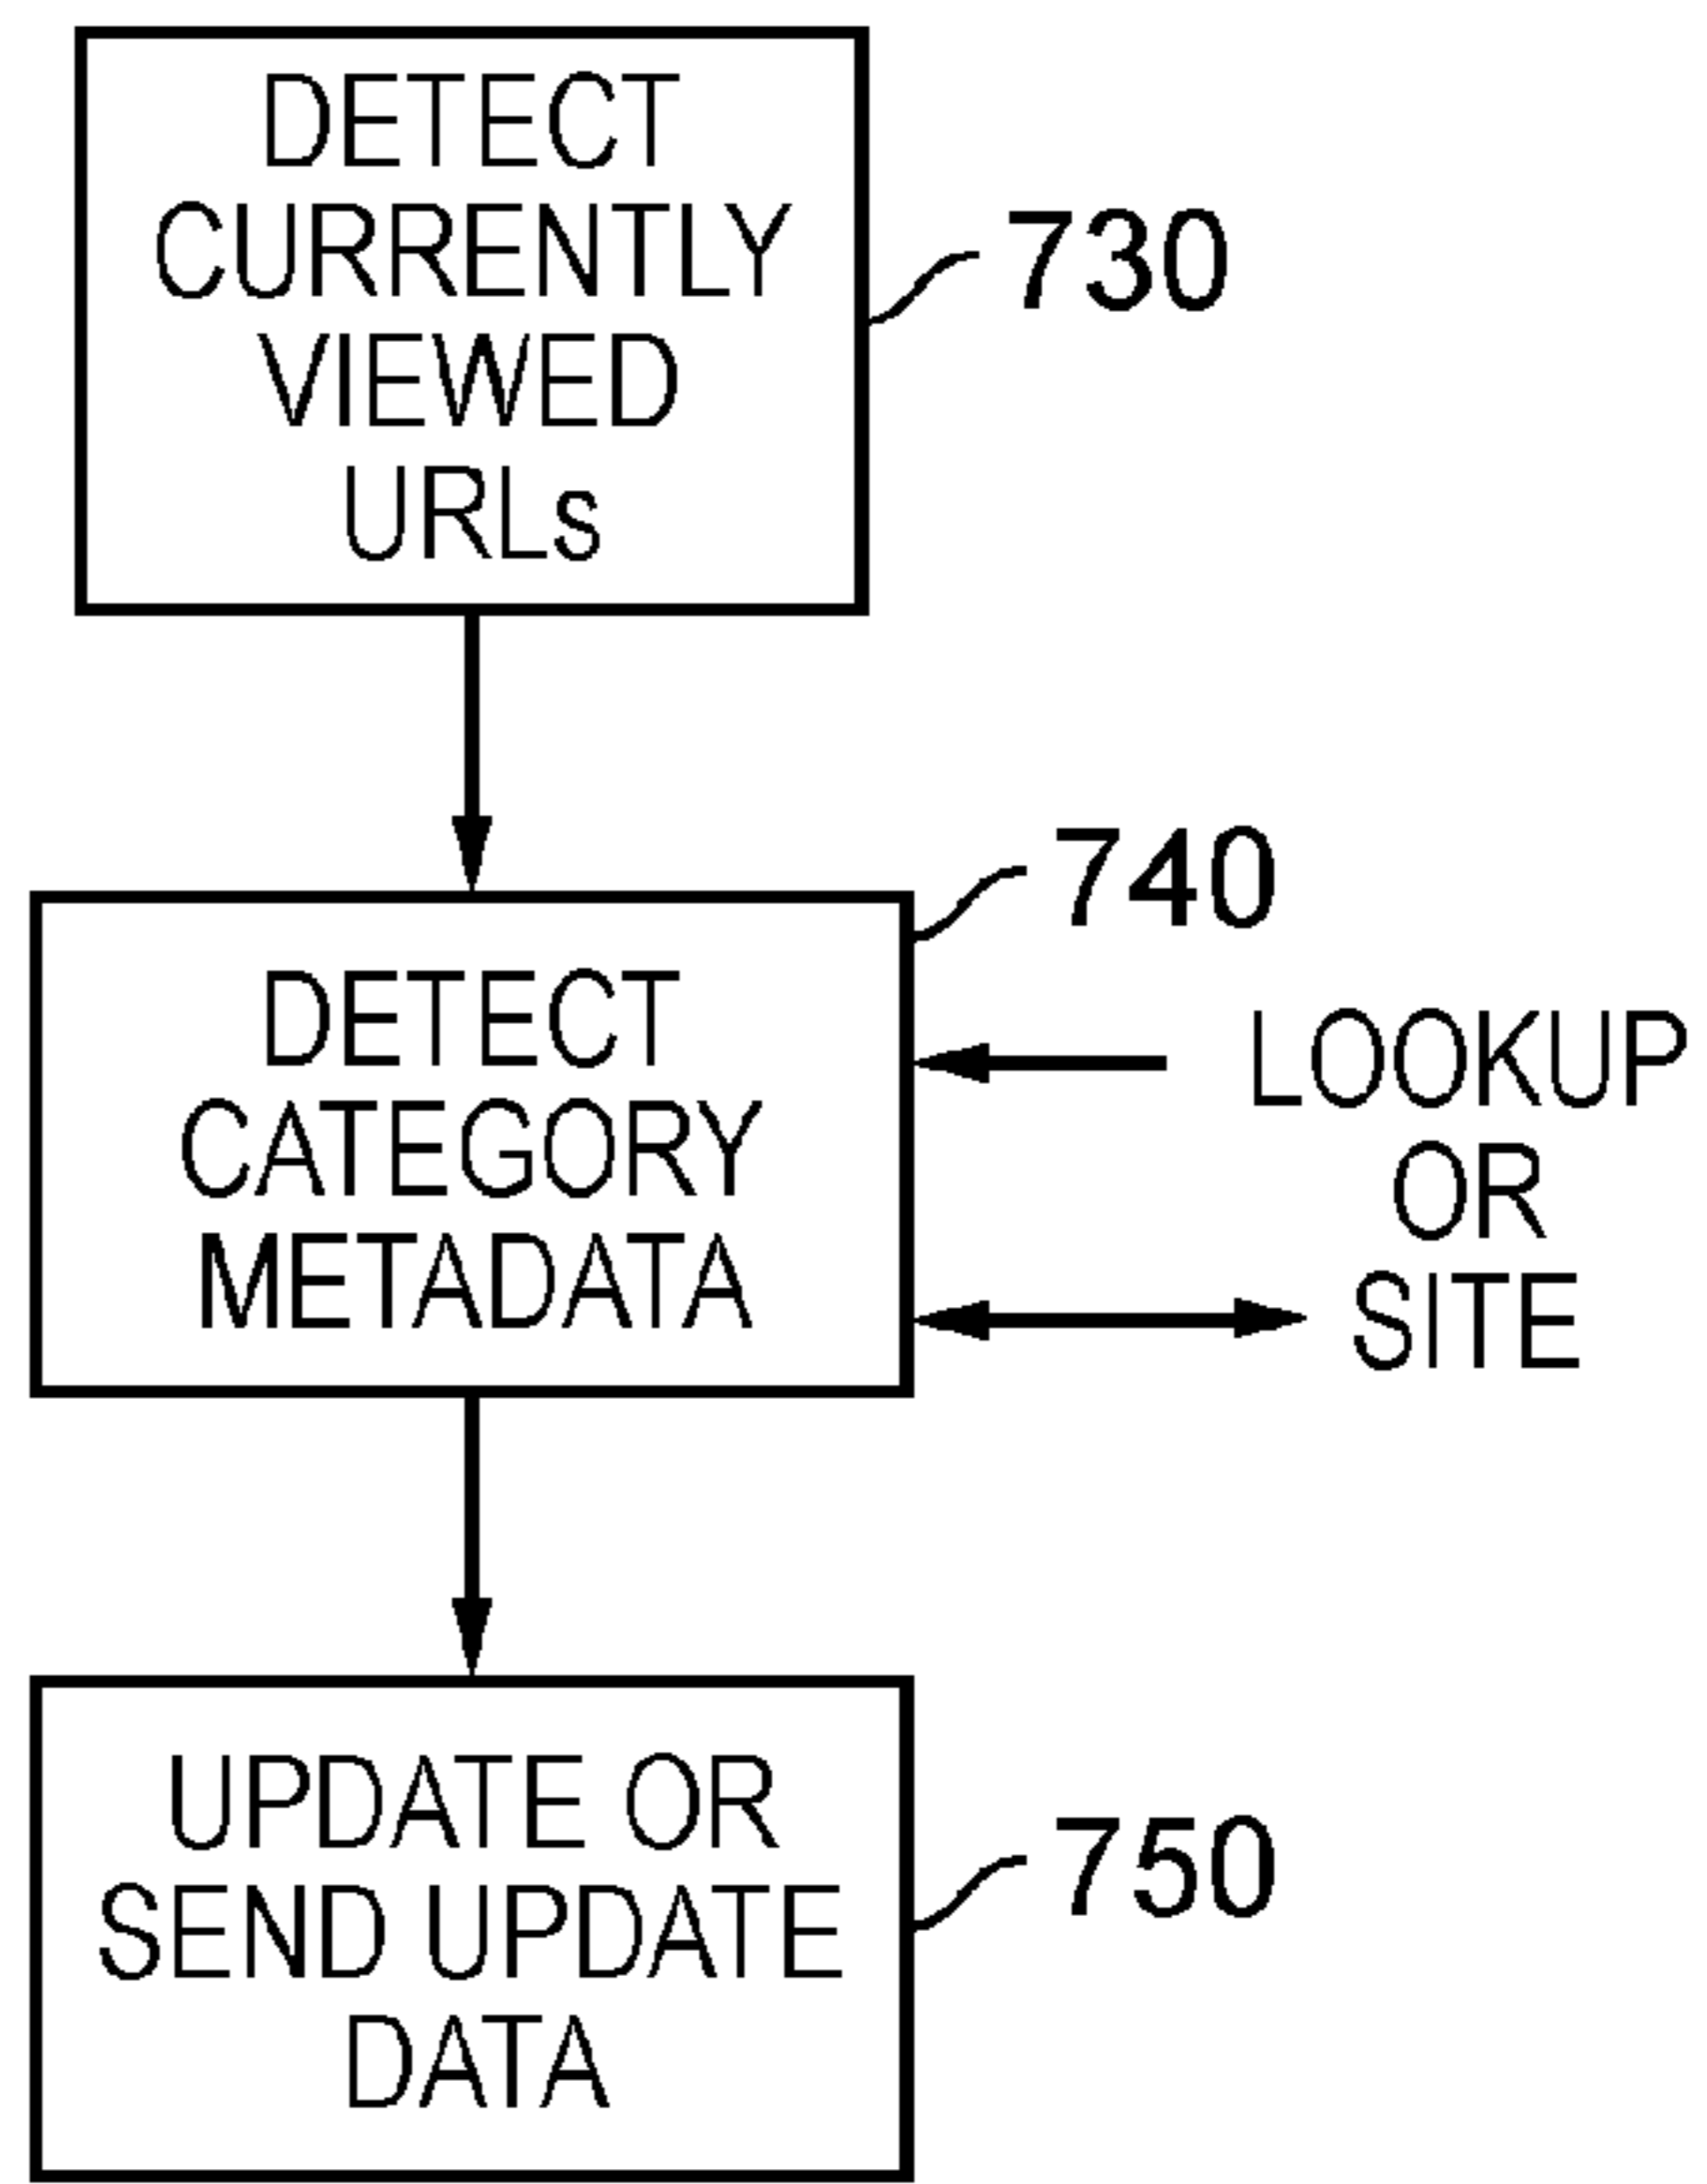 DETECT
CURRENTLY
VIEWED
URLs
730
740
DETECT
CATEGORY
METADATA
LOOKUP
OR
SITE
UPDATE OR
SEND UPDATE
DATA
750